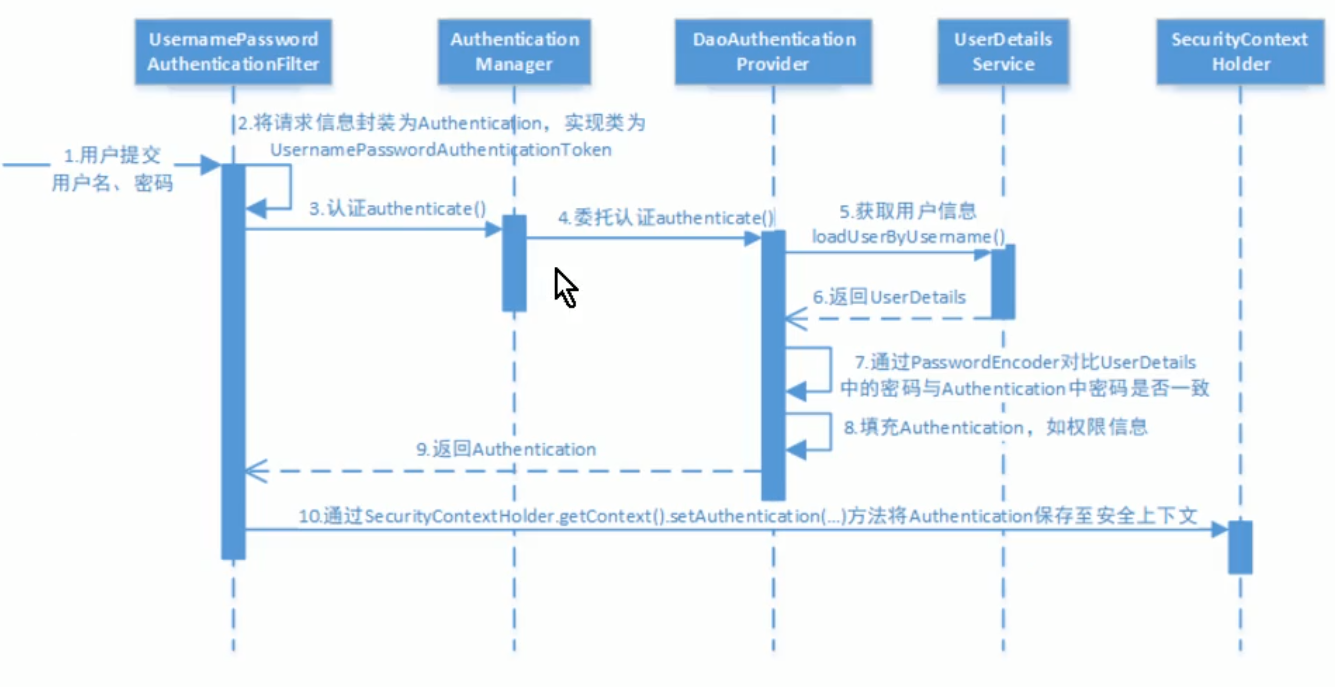 UsernamePassword
AuthenticationFilter
Authentication
Manager
DaoAuthentication
Provider
UserDetails
Service
SecurityContext
Holder
1.用户提交
用户名、密码
2.将请求信息封装为Authentication，实现类为
UsernamePasswordAuthenticationToken
3.认证authenticate()
4.委托认证authenticate()
5.获取用户信息
loadUserByUsername()
6.返回UserDetails
7.通过PasswordEncoder对比UserDetails
中的密码与Authentication中密码是否一致
8.填充Authentication，如权限信息
9.返回Authentication
10.通过SecurityContextHolder.getContext().setAuthentication(...)方法将Authentication保存至安全上下文